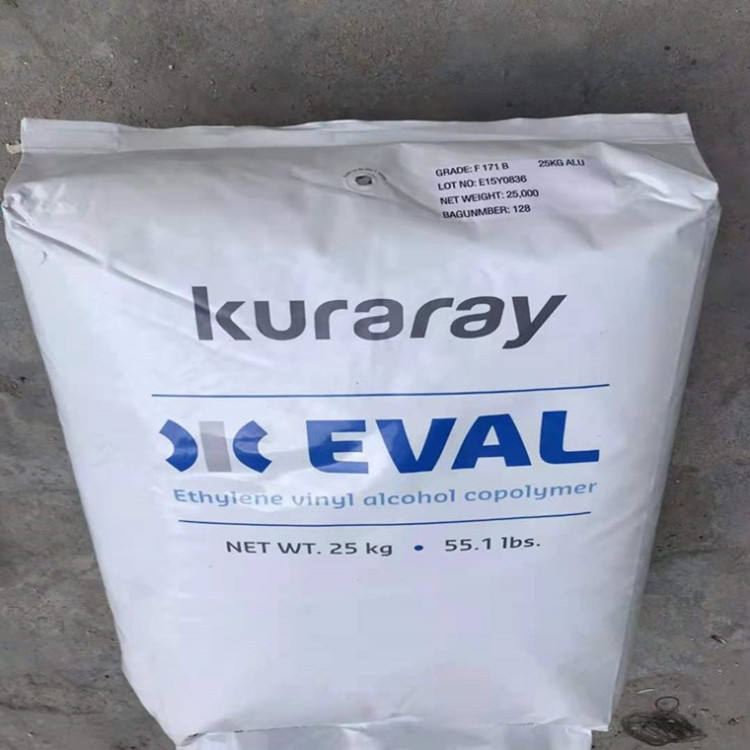 GRADE: F 171 B 25KG ALU
LOT NO: E15Y0836
NET WEIGHT: 25,000
BAGUNMBER: 128
kuraray
EVAL
Ethylene vinyl alcohol copolymer
NET WT. 25 kg • 55.1 lbs.